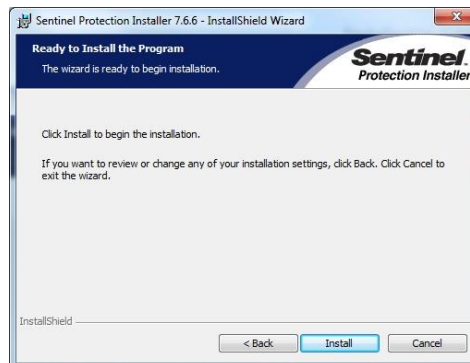 Sentinel Protection Installer 7.6.6 - InstallShield Wizard
Ready to Install the Program
The wizard is ready to begin installation.
Sentinel.
Protection Installer
Click Install to begin the installation.
If you want to review or change any of your installation settings, click Back. Click Cancel to
exit the wizard.
InstallShield
< Back
Install
Cancel